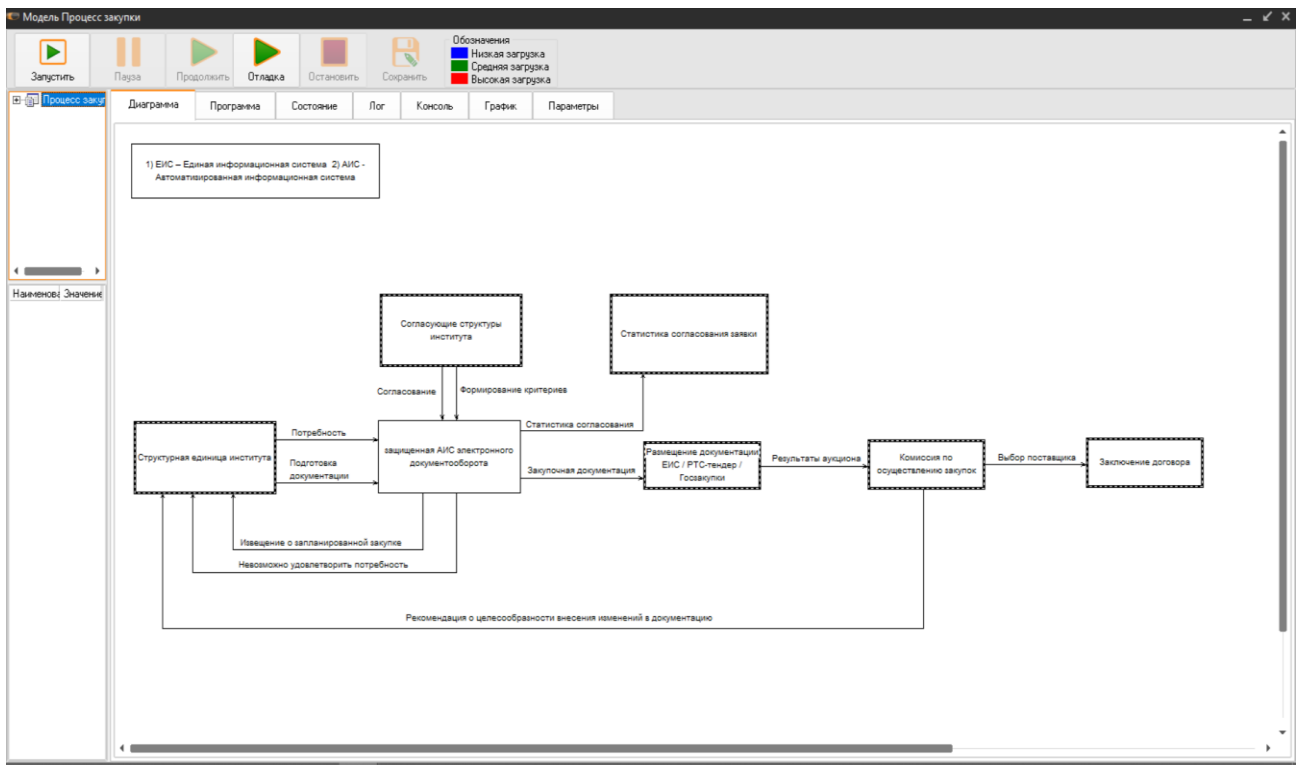 Модель Процесс закупки
Запустить
Пауза
Продолжить
Отладка
Остановить
Сохранить
Обозначения
Низкая загрузка
Средняя загрузка
Высокая загрузка
Процесс закуп
Диаграмма
Программа
Состояние
Лог
Консоль
График
Параметры
Наименова Значение
1) ЕИС – Единая информационная система 2) АИС -
Автоматизированная информационная система
Согласующие структуры
института
Статистика согласования заявки
Согласование
Формирование критериев
Статистика согласования
Структурная единица института
Потребность
Подготовка
документации
защищенная АИС электронного
документооборота
Закупочная документация
Размещение документации
ЕИС / РТС-тендер /
Госзакупки
Результаты аукциона
Комиссия по
осуществлению закупок
Выбор поставщика
Заключение договора
Извещение о запланированной закупке
Невозможно удовлетворить потребность
Рекомендация о целесообразности внесения изменений в документацию